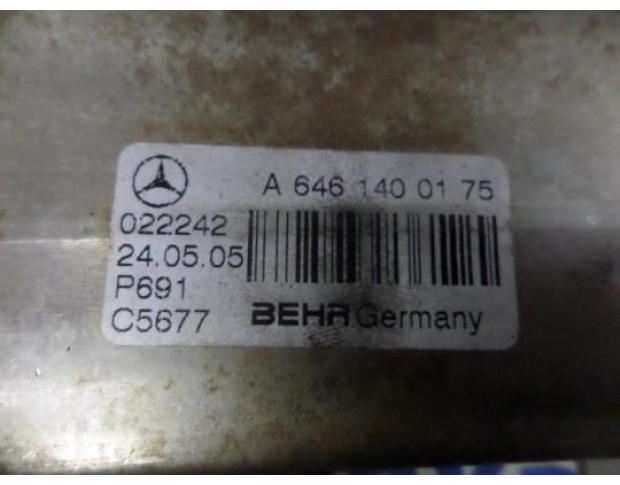 A 646 140 01 75
022242
24.05.05
P691
C5677
BEHR Germany